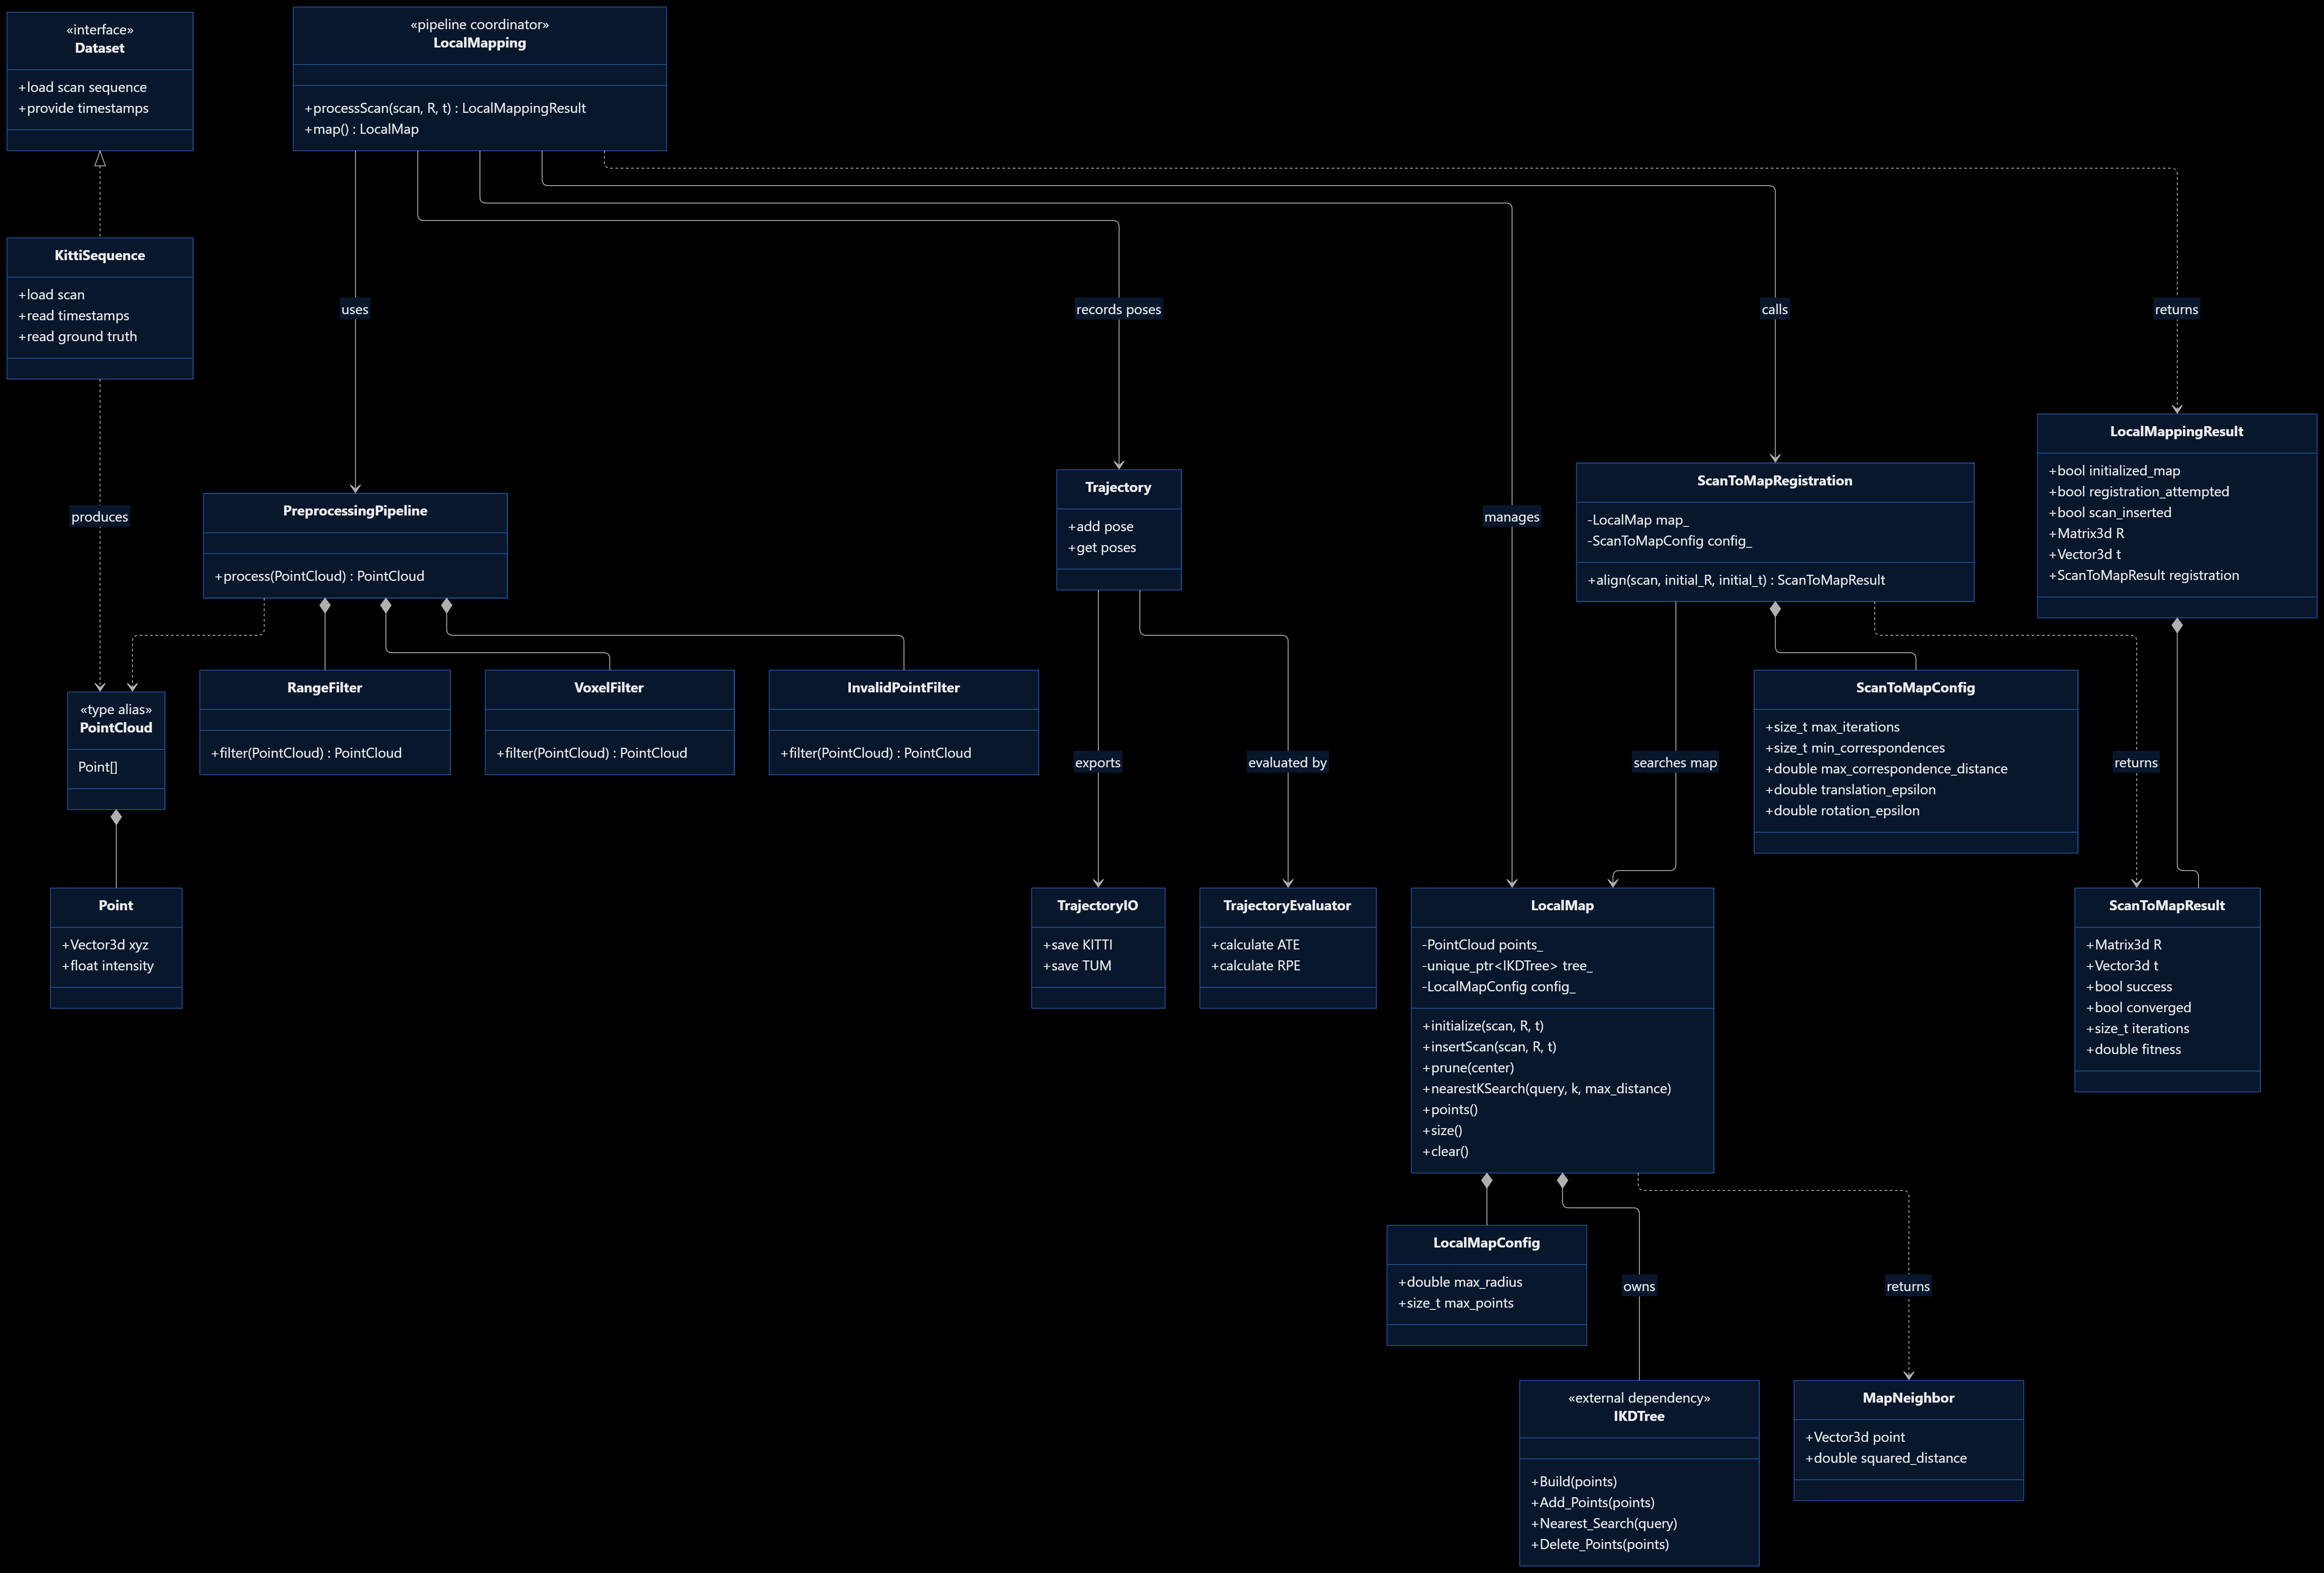 «interface»
Dataset
+load scan sequence
+provide timestamps
«pipeline coordinator»
LocalMapping
+processScan(scan, R, t) : LocalMappingResult
+map() : LocalMap
KittiSequence
+load scan
+read timestamps
+read ground truth
uses
records poses
calls
returns
LocalMappingResult
+bool initialized_map
+bool registration_attempted
+bool scan_inserted
+Matrix3d R
+Vector3d t
+ScanToMapResult registration
produces
manages
PreprocessingPipeline
+process(PointCloud) : PointCloud
Trajectory
+add pose
+get poses
ScanToMapRegistration
-LocalMap map_
-ScanToMapConfig config_
+align(scan, initial_R, initial_t) : ScanToMapResult
«type alias»
PointCloud
Point[]
RangeFilter
+filter(PointCloud) : PointCloud
VoxelFilter
+filter(PointCloud) : PointCloud
InvalidPointFilter
+filter(PointCloud) : PointCloud
exports
evaluated by
searches map
ScanToMapConfig
+size_t max_iterations
+size_t min_correspondences
+double max_correspondence_distance
+double translation_epsilon
+double rotation_epsilon
returns
Point
+Vector3d xyz
+float intensity
TrajectoryIO
+save KITTI
+save TUM
TrajectoryEvaluator
+calculate ATE
+calculate RPE
LocalMap
-PointCloud points_
-unique_ptr<IKDTree> tree_
-LocalMapConfig config_
+initialize(scan, R, t)
+insertScan(scan, R, t)
+prune(center)
+nearestKSearch(query, k, max_distance)
+points()
+size()
+clear()
ScanToMapResult
+Matrix3d R
+Vector3d t
+bool success
+bool converged
+size_t iterations
+double fitness
LocalMapConfig
+double max_radius
+size_t max_points
owns
returns
«external dependency»
IKDTree
+Build(points)
+Add_Points(points)
+Nearest_Search(query)
+Delete_Points(points)
MapNeighbor
+Vector3d point
+double squared_distance